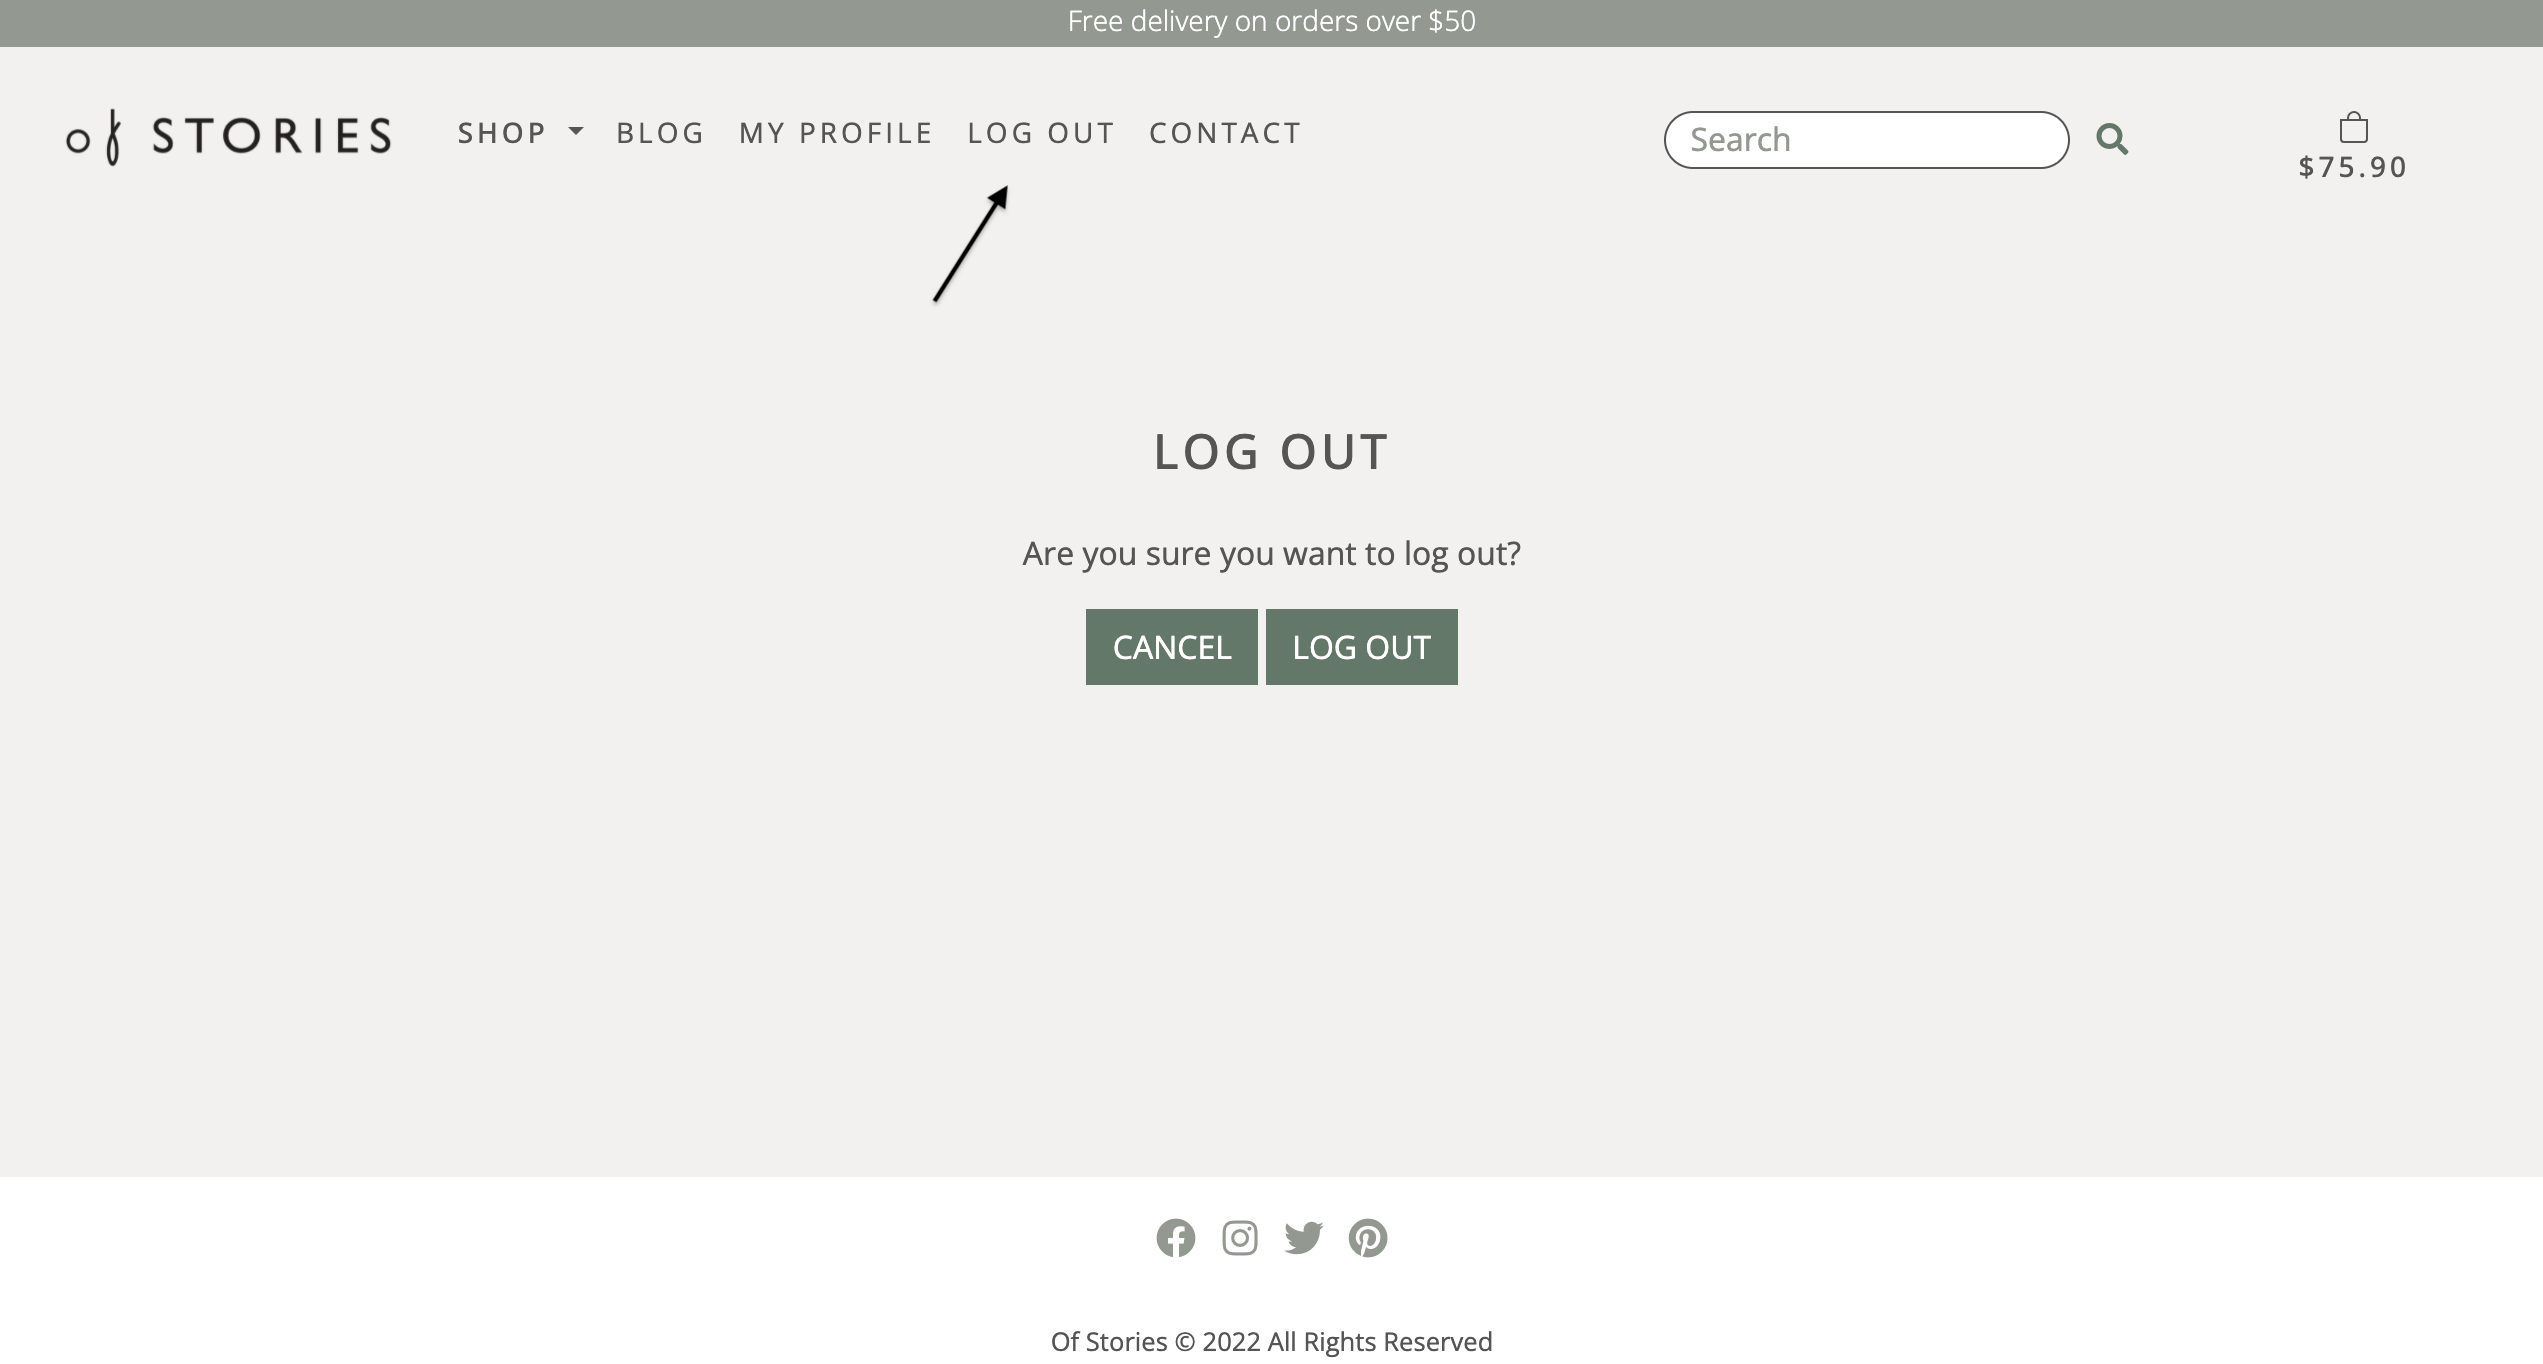 Free delivery on orders over $50
of STORIES
SHOP BLOG MY PROFILE LOG OUT CONTACT
Search
$75.90
LOG OUT
Are you sure you want to log out?
CANCEL LOG OUT
Of Stories © 2022 All Rights Reserved